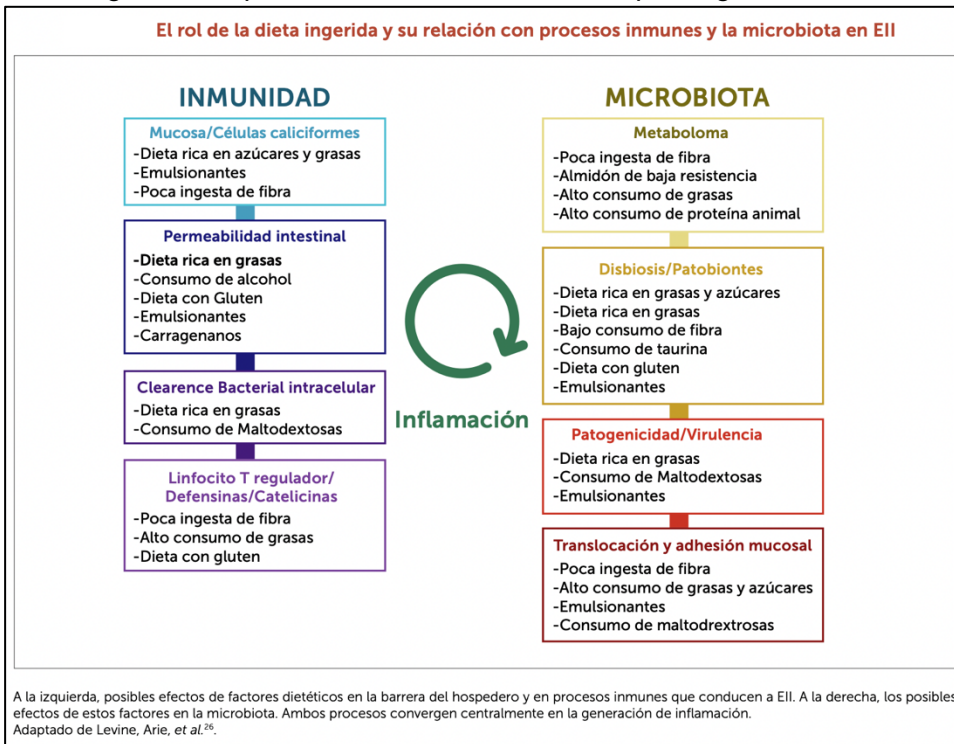 El rol de la dieta ingerida y su relación con procesos inmunes y la microbiota en EII
INMUNIDAD
Mucosa/Células caliciformes
-Dieta rica en azúcares y grasas
-Emulsionantes
-Poca ingesta de fibra
Permeabilidad intestinal
-Dieta rica en grasas
-Consumo de alcohol
-Dieta con Gluten
-Emulsionantes
-Carragenanos
Clearence Bacterial intracelular
-Dieta rica en grasas
-Consumo de Maltodextosas
Linfocito T regulador/
Defensinas/Catelicinas
-Poca ingesta de fibra
-Alto consumo de grasas
-Dieta con gluten
Inflamación
MICROBIOTA
Metaboloma
-Poca ingesta de fibra
-Almidón de baja resistencia
-Alto consumo de grasas
-Alto consumo de proteína animal
Disbiosis/Patobiontes
-Dieta rica en grasas y azúcares
-Dieta rica en grasas
-Bajo consumo de fibra
-Consumo de taurina
-Dieta con gluten
-Emulsionantes
Patogenicidad/Virulencia
-Dieta rica en grasas
-Consumo de Maltodextosas
-Emulsionantes
Translocación y adhesión mucosal
-Poca ingesta de fibra
-Alto consumo de grasas y azúcares
-Emulsionantes
-Consumo de maltodrextrosas
A la izquierda, posibles efectos de factores dietéticos en la barrera del hospedero y en procesos inmunes que conducen a EII. A la derecha, los posibles
efectos de estos factores en la microbiota. Ambos procesos convergen centralmente en la generación de inflamación.
Adaptado de Levine, Arie, et al.26.